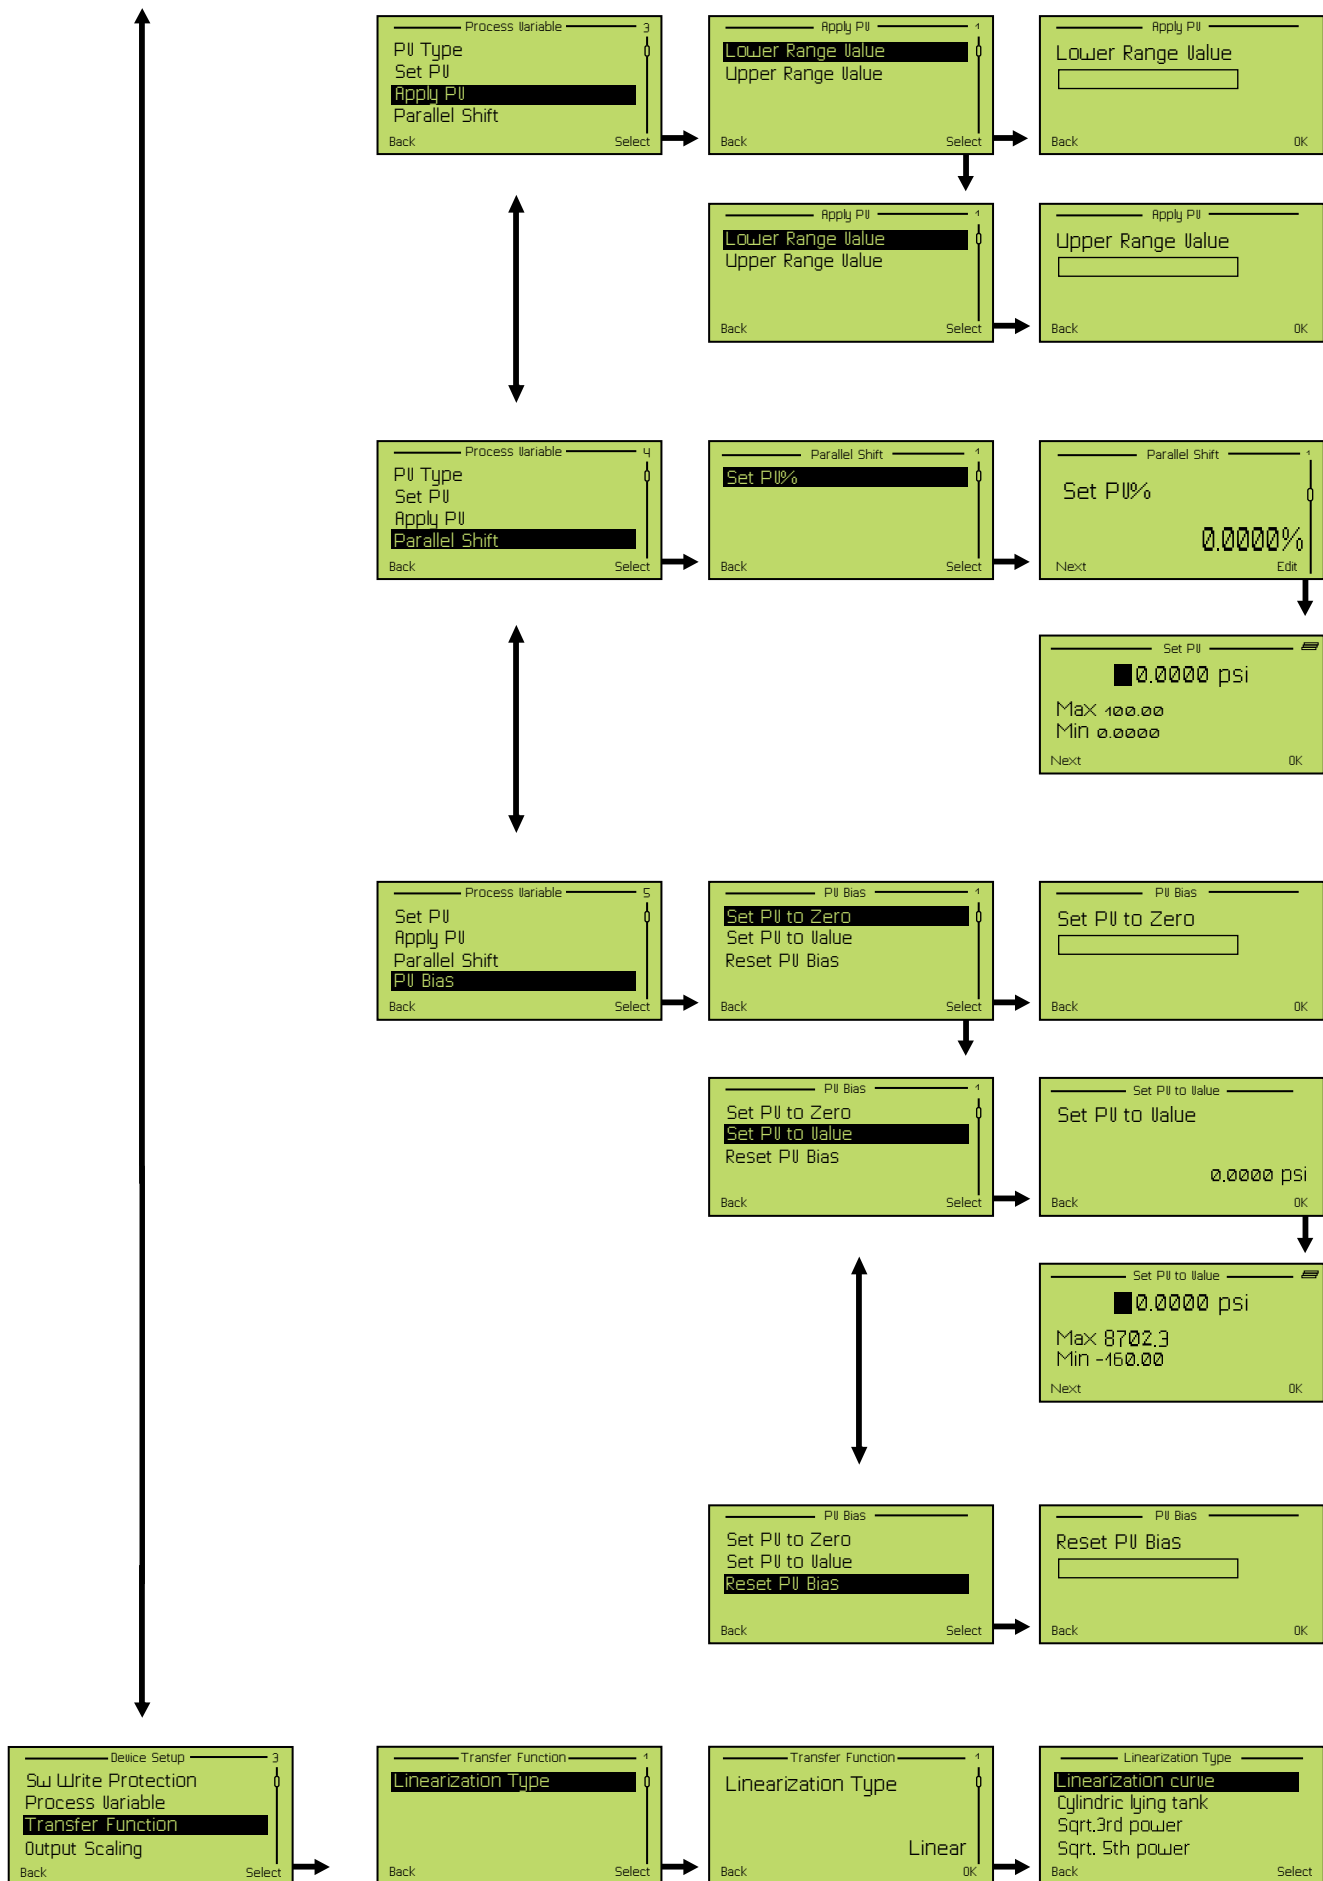 Process Variable 3
PV Type
Set PV
Apply PV
Parallel Shift
Back Select
Apply PV 1
Lower Range Value
Upper Range Value
Back Select
Apply PV
Lower Range Value
Back OK
Apply PV 1
Lower Range Value
Upper Range Value
Back Select
Apply PV
Upper Range Value
Back OK
Process Variable 4
PV Type
Set PV
Apply PV
Parallel Shift
Back Select
Parallel Shift 1
Set PV%
Back Select
Parallel Shift 1
Set PV%
0.0000%
Next Edit
Set PV
0.0000 psi
Max 100.00
Min 0.0000
Next OK
Process Variable 5
Set PV
Apply PV
Parallel Shift
PV Bias
Back Select
PV Bias 1
Set PV to Zero
Set PV to Value
Reset PV Bias
Back Select
PV Bias
Set PV to Zero
Back OK
PV Bias 1
Set PV to Zero
Set PV to Value
Reset PV Bias
Back Select
Set PV to Value
Set PV to Value
0.0000 psi
Back OK
Set PV to Value
0.0000 psi
Max 8702.3
Min -160.00
Next OK
PV Bias
Set PV to Zero
Set PV to Value
Reset PV Bias
Back Select
PV Bias
Reset PV Bias
Back OK
Device Setup 3
Sw Write Protection
Process Variable
Transfer Function
Output Scaling
Back Select
Transfer Function 1
Linearization Type
Back Select
Transfer Function 1
Linearization Type
Linear
Back OK
Linearization Type
Linearization curve
Cylindric lying tank
Sqrt.3rd power
Sqrt. 5th power
Back Select